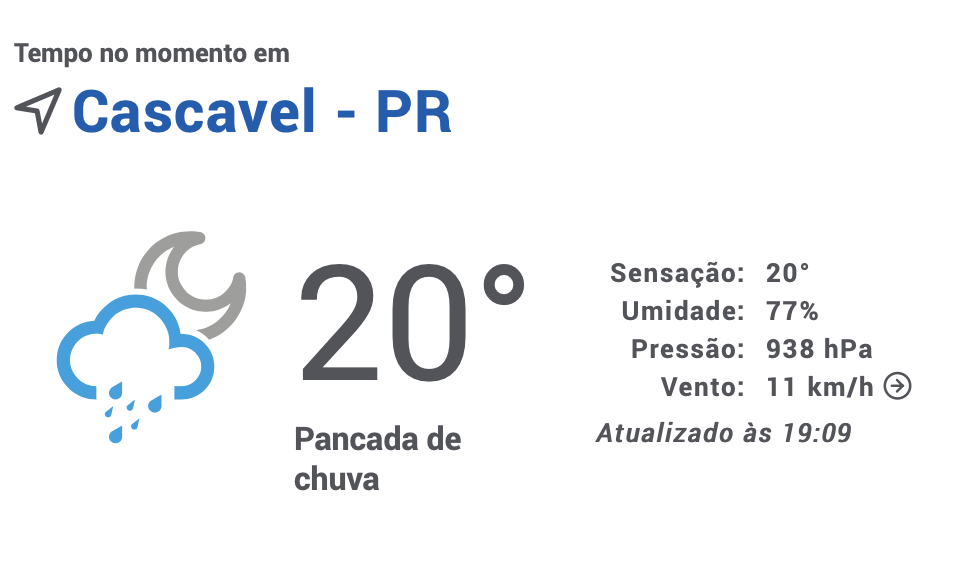 Tempo no momento em
Cascavel - PR
20°
Pancada de
chuva
Sensação: 20°
Umidade: 77%
Pressão: 938 hPa
Vento: 11 km/h
Atualizado às 19:09